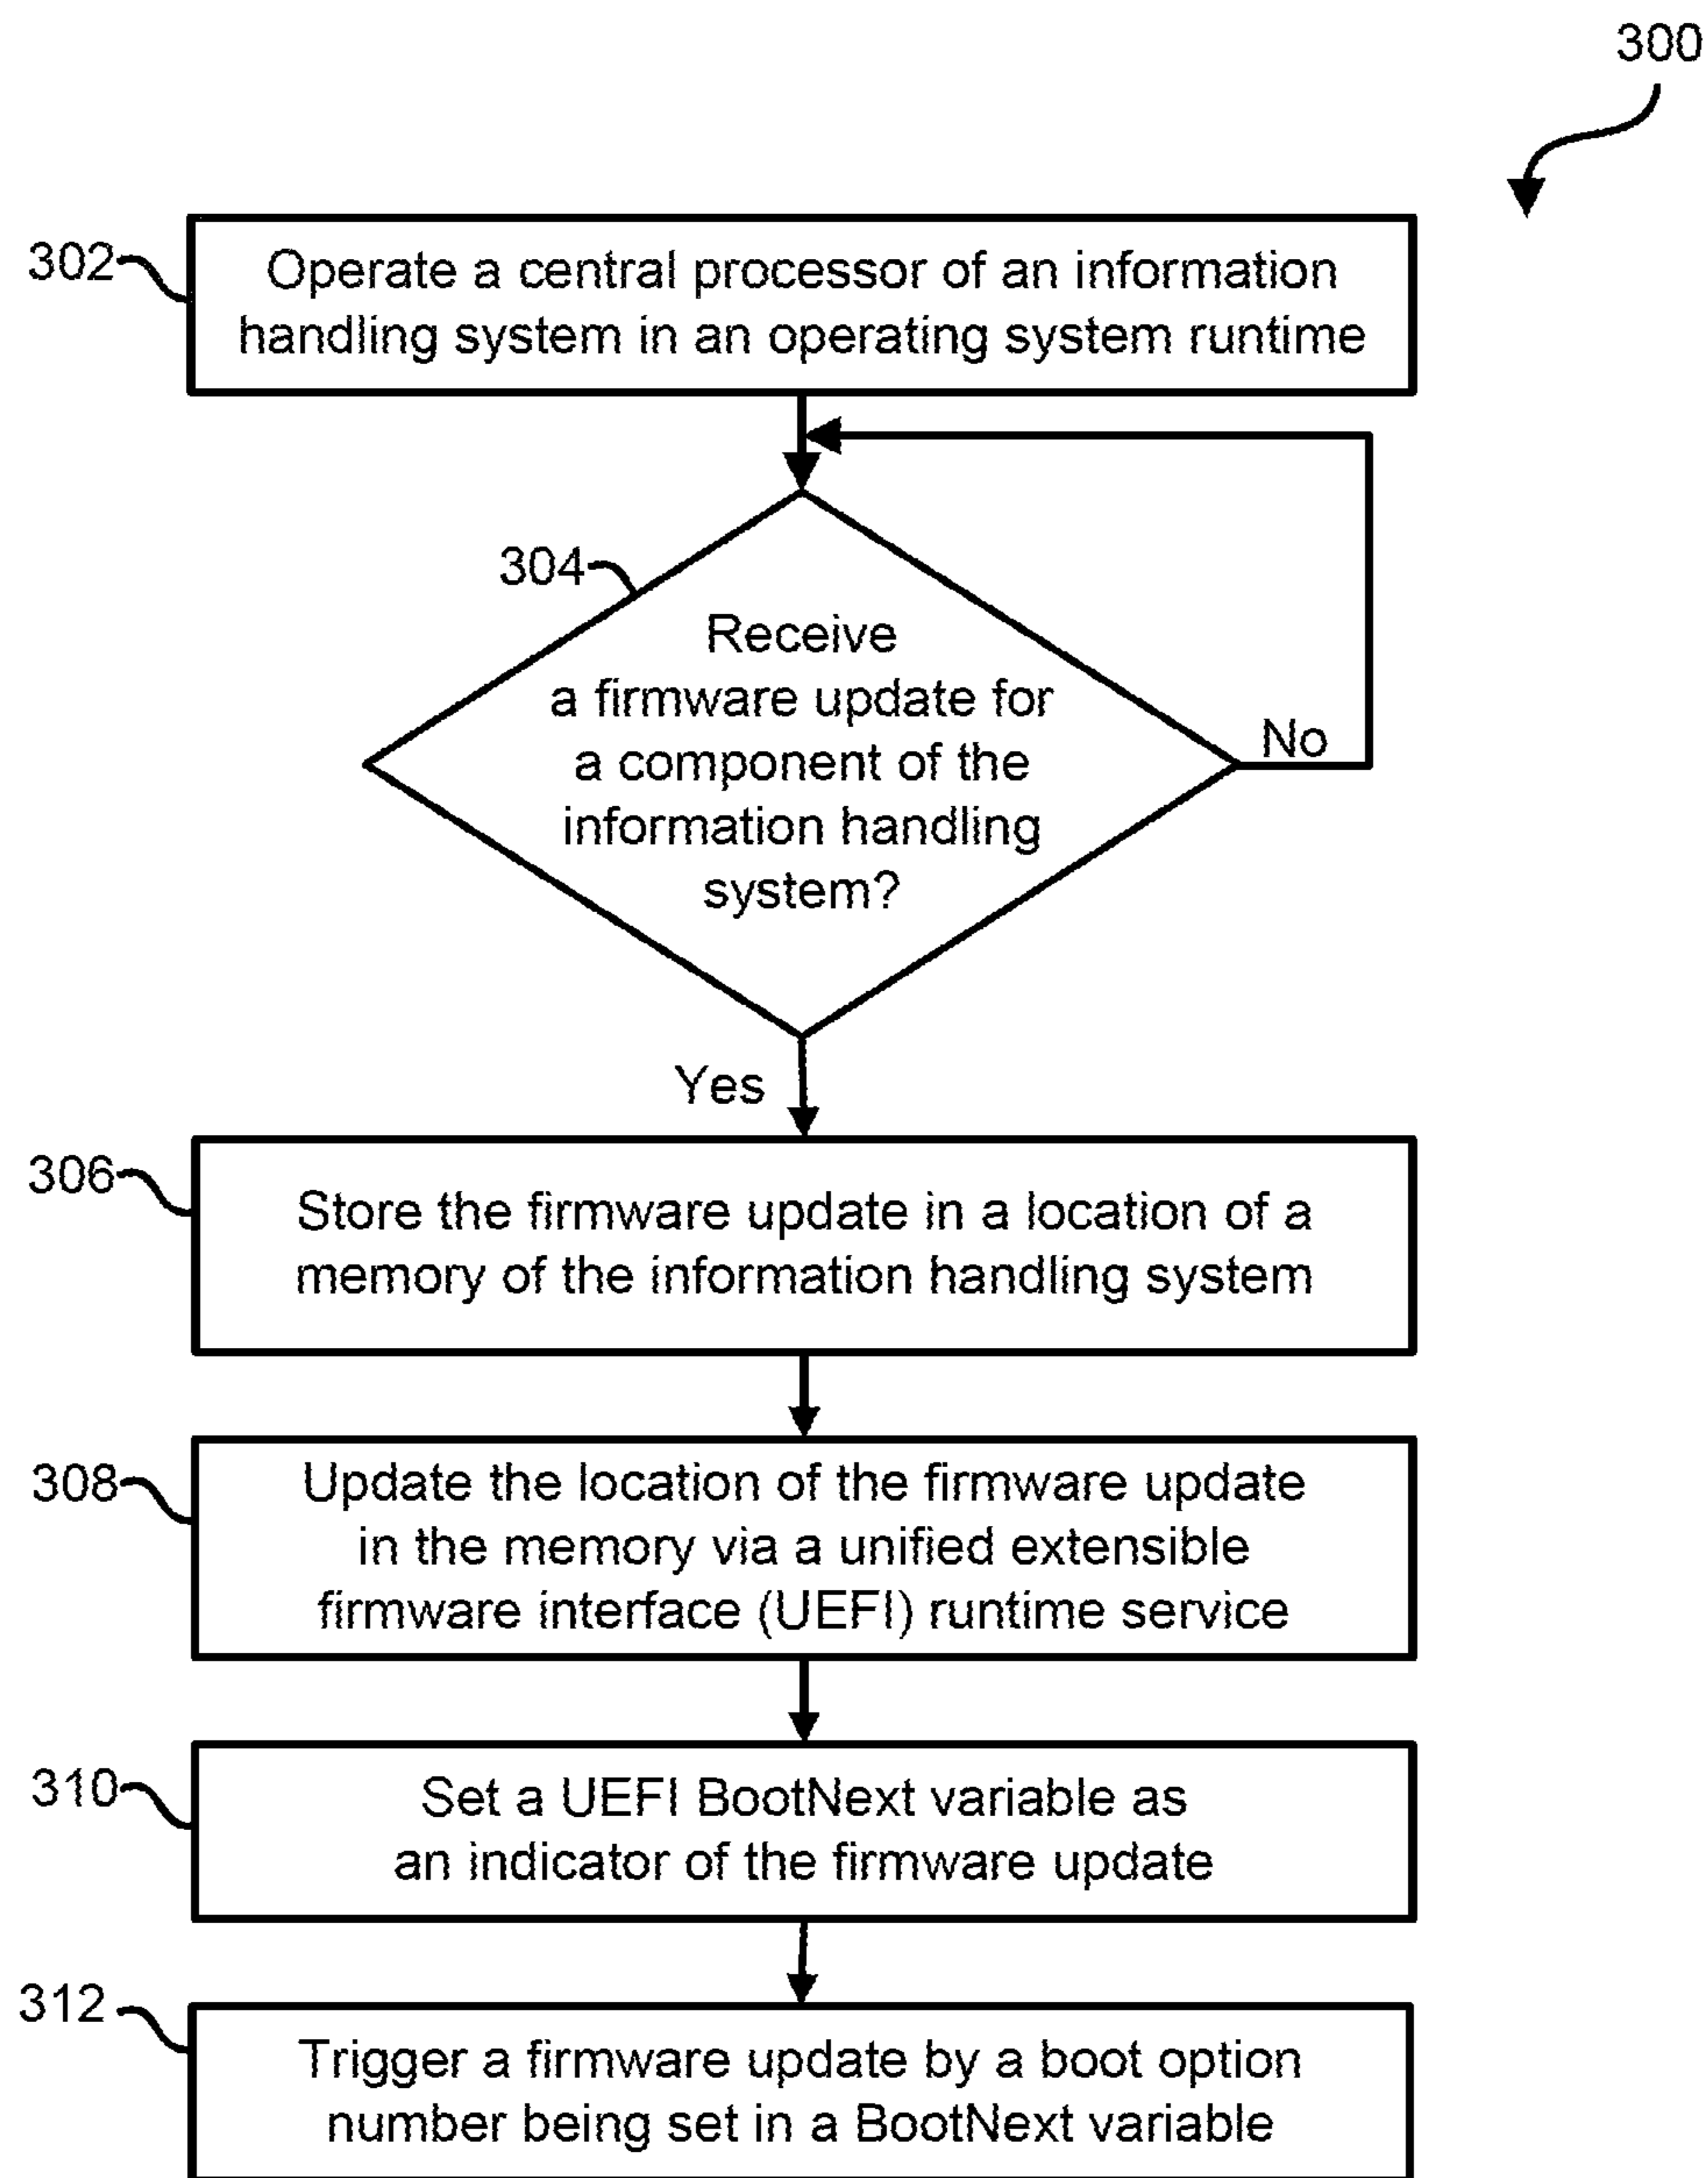 300
302
Operate a central processor of an information
handling system in an operating system runtime
304
Receive
a firmware update for
a component of the
information handling
system?
No
Yes
306
Store the firmware update in a location of a
memory of the information handling system
308
Update the location of the firmware update
in the memory via a unified extensible
firmware interface (UEFI) runtime service
310
Set a UEFI BootNext variable as
an indicator of the firmware update
312
Trigger a firmware update by a boot option
number being set in a BootNext variable